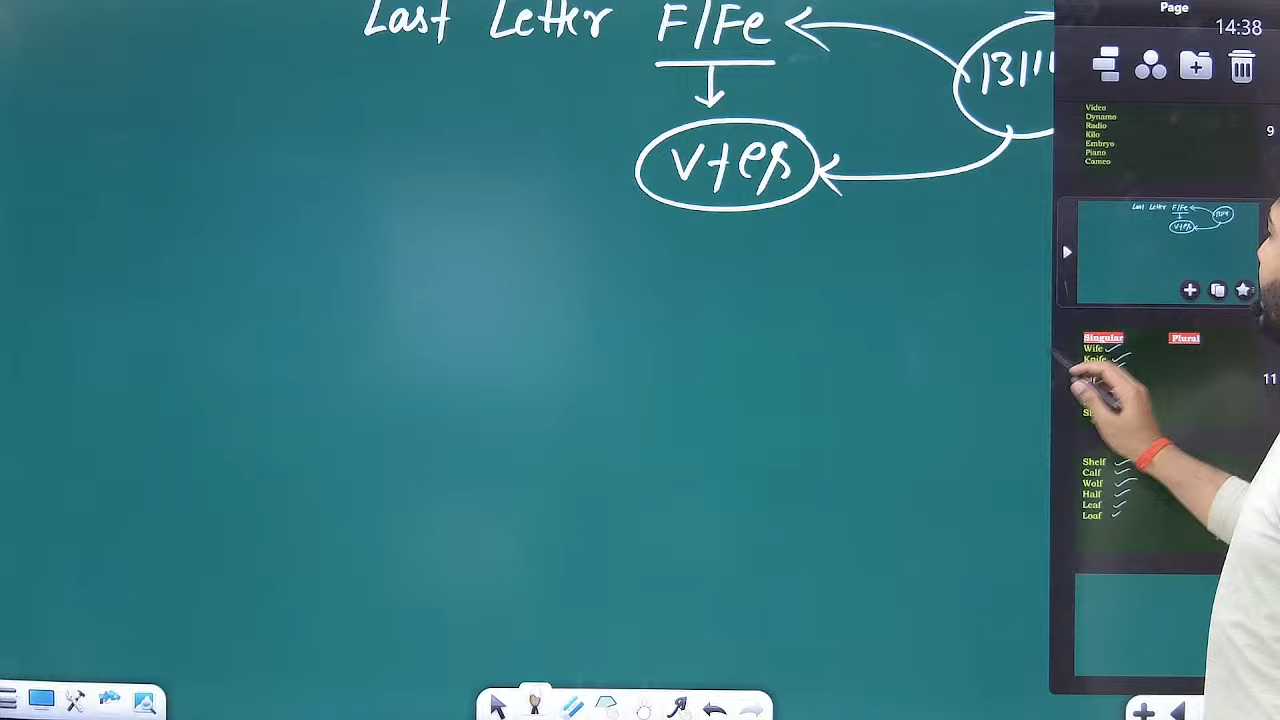 Last Letter F/Fe
V+es
Page
14:38
Video
Dynamo
Radio
Kilo
Embryo
Piano
Cameo
9
Last Letter F/Fe
V+es
Singular Plural
Wife
Knife
11
Shelf
Calf
Wolf
Half
Leaf
Loaf